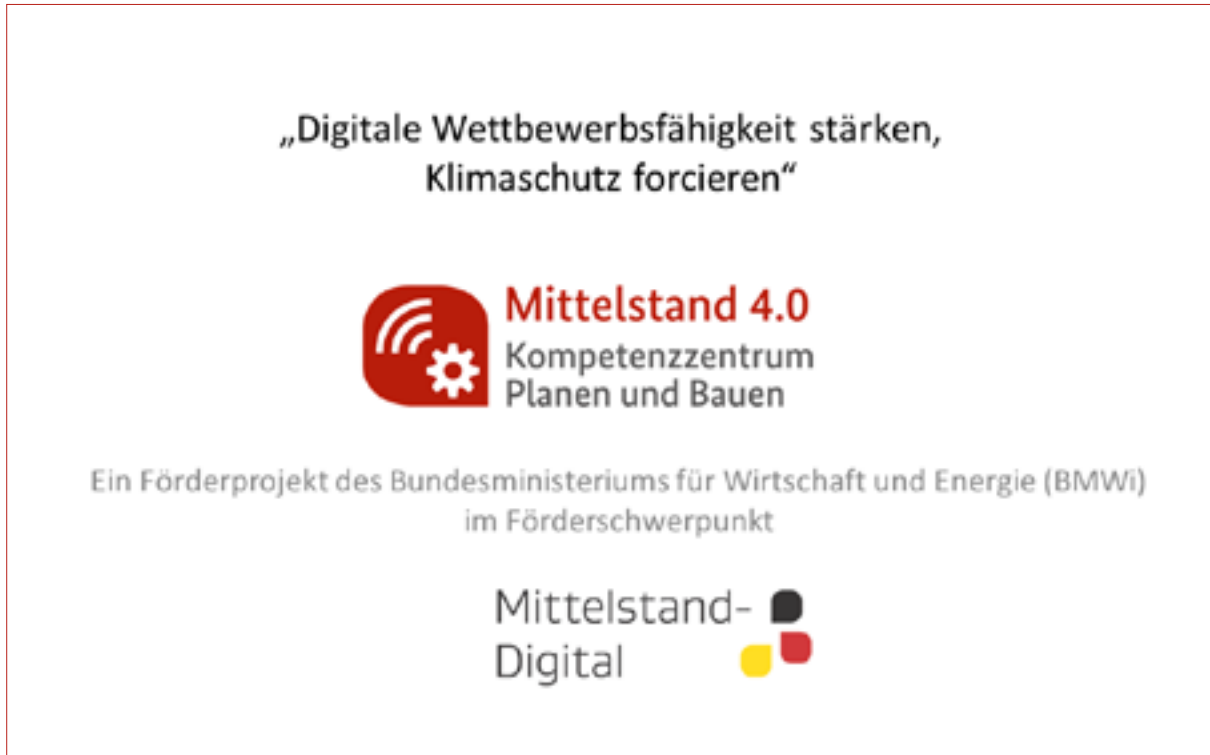 „Digitale Wettbewerbsfähigkeit stärken,
Klimaschutz forcieren“
Mittelstand 4.0
Kompetenzzentrum
Planen und Bauen
Ein Förderprojekt des Bundesministeriums für Wirtschaft und Energie (BMWi)
im Förderschwerpunkt
Mittelstand-
Digital